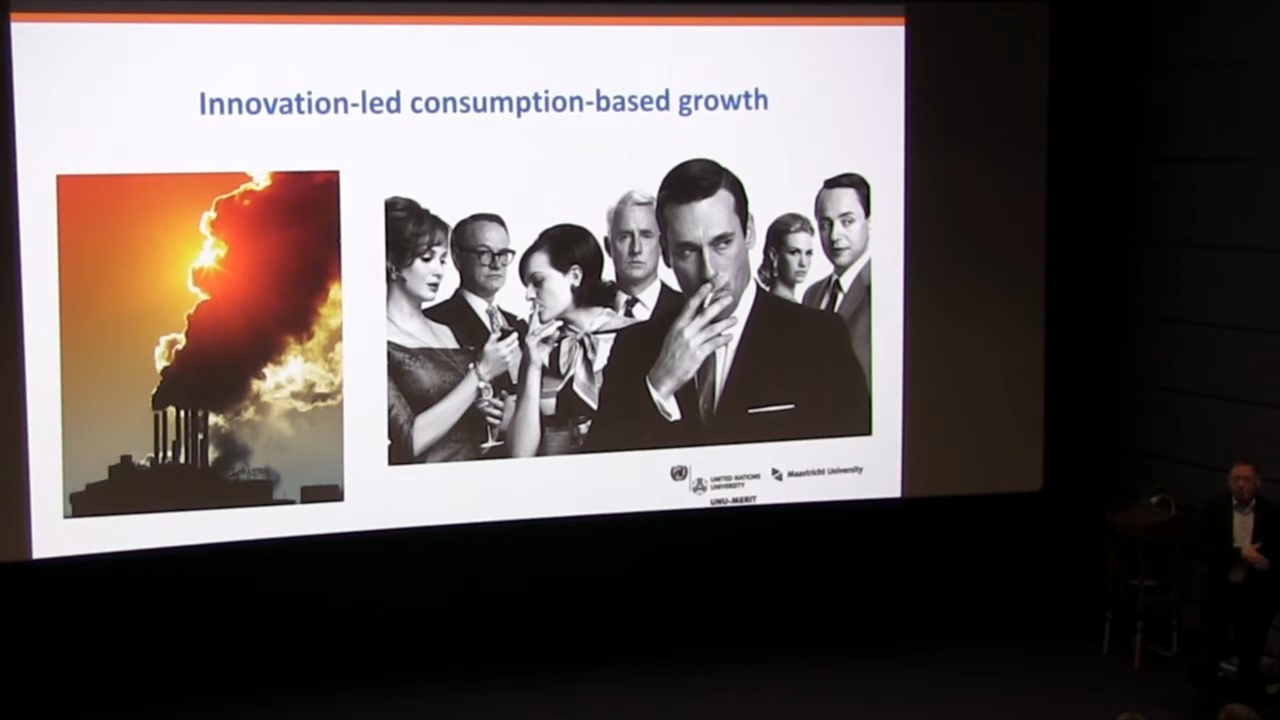 Innovation-led consumption-based growth
UNITED NATIONS
UNIVERSITY
UNU-MERIT
Maastricht University